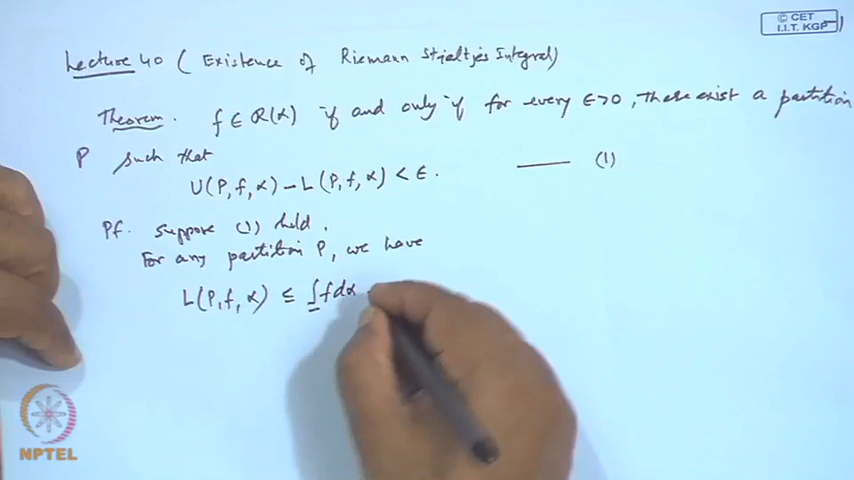 © CET
I.I.T. KGP
Lecture 40 ( Existence of Riemann Stieltjes Integral)
Theorem. f ∈ R(α) if and only if for every ϵ>0, there exist a partition
P such that
U(P,f,α) - L(P,f,α) < ϵ. —— (1)
Pf. suppose (1) hold.
For any partition P, we have
L(P,f,α) ≤ ∫fdα
NPTEL